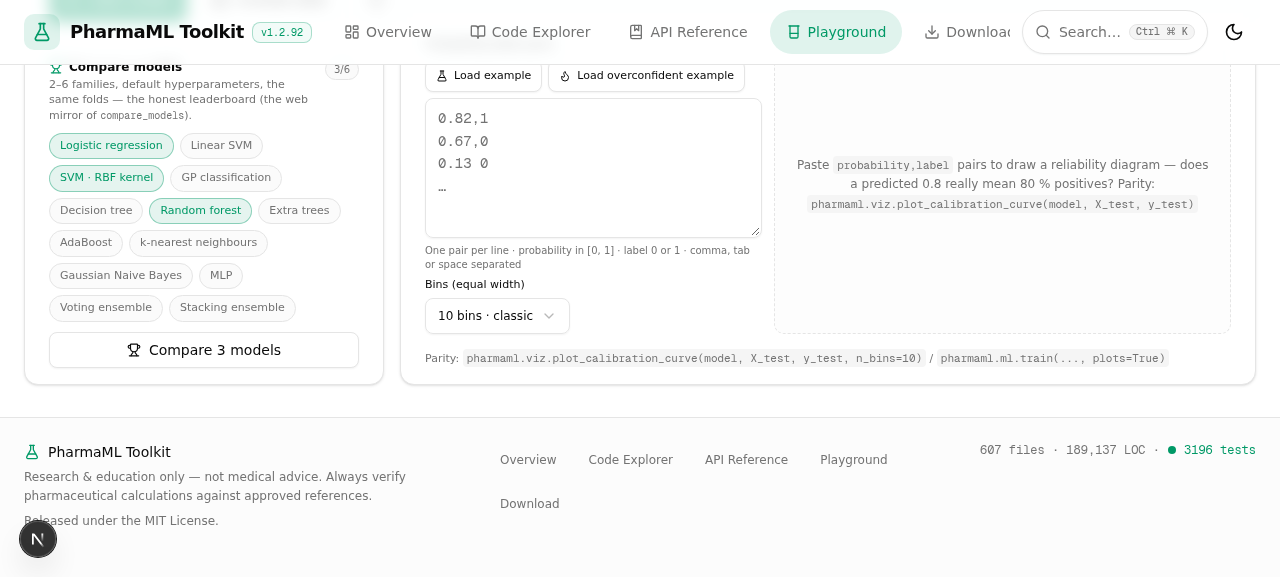 PharmaML Toolkit v1.2.92 Overview Code Explorer API Reference Playground Download Search… Ctrl ⌘ K
Compare models 3/6
2–6 families, default hyperparameters, the
same folds — the honest leaderboard (the web
mirror of compare_models).
Logistic regression Linear SVM
SVM · RBF kernel GP classification
Decision tree Random forest Extra trees
AdaBoost k-nearest neighbours
Gaussian Naive Bayes MLP
Voting ensemble Stacking ensemble
Compare 3 models
Load example Load overconfident example
0.82,1
0.67,0
0.13 0
…
One pair per line · probability in [0, 1] · label 0 or 1 · comma, tab
or space separated
Bins (equal width)
10 bins · classic
Paste probability,label pairs to draw a reliability diagram — does
a predicted 0.8 really mean 80 % positives? Parity:
pharmaml.viz.plot_calibration_curve(model, X_test, y_test)
Parity: pharmaml.viz.plot_calibration_curve(model, X_test, y_test, n_bins=10) / pharmaml.ml.train(..., plots=True)
PharmaML Toolkit
Research & education only — not medical advice. Always verify
pharmaceutical calculations against approved references.
Released under the MIT License.
Overview Code Explorer API Reference Playground
Download
607 files · 189,137 LOC · 3196 tests
N